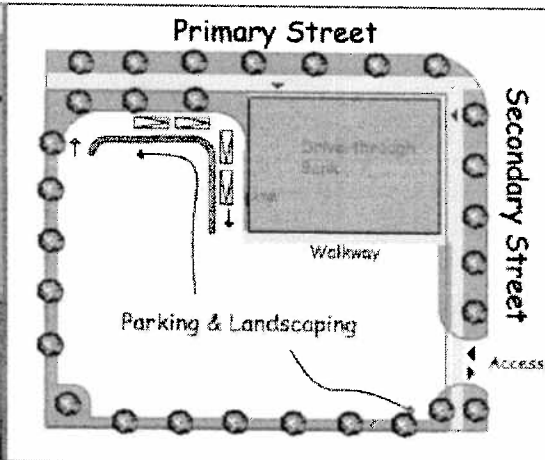 Primary Street
Secondary Street
Drive-through
Bank
Walkway
Parking & Landscaping
Access